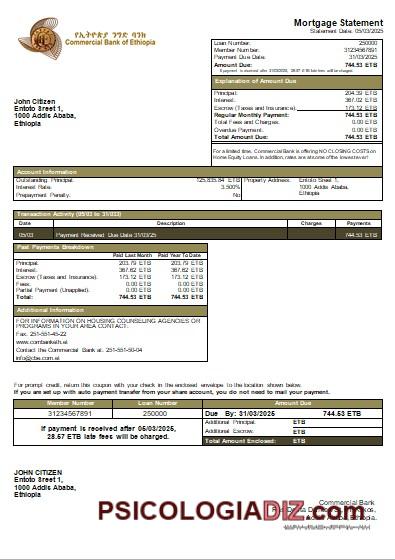 የኢትዮጵያ ንግድ ባንክ
Commercial Bank of Ethiopia
Mortgage Statement
Statement Date: 05/03/2025
Loan Number: 250000
Member Number: 31234567891
Payment Due Date: 31/03/2025
Amount Due: 744.53 ETB
If payment is received after 31/03/2025, 28.57 ETB late fees will be charged.
Explanation of Amount Due
Principal: 204.39 ETB
Interest: 367.02 ETB
Escrow (Taxes and Insurance): 173.12 ETB
Regular Monthly Payment: 744.53 ETB
Total Fees and Charges: 0.00 ETB
Overdue Payment: 0.00 ETB
Total Amount Due: 744.53 ETB
For a limited time, Commercial Bank is offering NO CLOSING COSTS on
Home Equity Loans. In addition, rates are at some of the lowest ever!
John Citizen
Entoto Sreet 1,
1000 Addis Ababa,
Ethiopia
Account Information
Outstanding Principal: 125,835.84 ETB
Interest Rate: 3.500%
Prepayment Penalty: No
Property Address: Entoto Sreet 1,
1000 Addis Ababa,
Ethiopia
Transaction Activity (05/03 to 31/03)
Date Description Charges Payments
05/03 Payment Received Due Date 31/03/25 744.53 ETB
Past Payments Breakdown
Paid Last Month Paid Year To Date
Principal: 203.79 ETB 203.79 ETB
Interest: 367.62 ETB 367.62 ETB
Escrow (Taxes and Insurance): 173.12 ETB 173.12 ETB
Fees: 0.00 ETB 0.00 ETB
Partial Payment (Unapplied): 0.00 ETB 0.00 ETB
Total: 744.53 ETB 744.53 ETB
Additional Information
FOR INFORMATION ON HOUSING COUNSELING AGENCIES OR
PROGRAMS IN YOUR AREA CONTACT:
Fax. 251-551-45-22
www.combanketh.et
Contact the Commercial Bank at. 251-551-50-04
info@cbe.com.et
For prompt credit, return this coupon with your check in the enclosed envelope to the location shown below.
If you are set up with auto payment transfer from your share account, you do not need to mail your payment.
Member Number Loan Number Amount Due
31234567891 250000 Due By: 31/03/2025 744.53 ETB
If payment is received after 05/03/2025,
28.57 ETB late fees will be charged.
Additional Principal: ETB
Additional Escrow: ETB
Total Amount Enclosed: ETB
JOHN CITIZEN
Entoto Sreet 1,
1000 Addis Ababa,
Ethiopia
Commercial Bank
PSICOLOGIADIZ.com